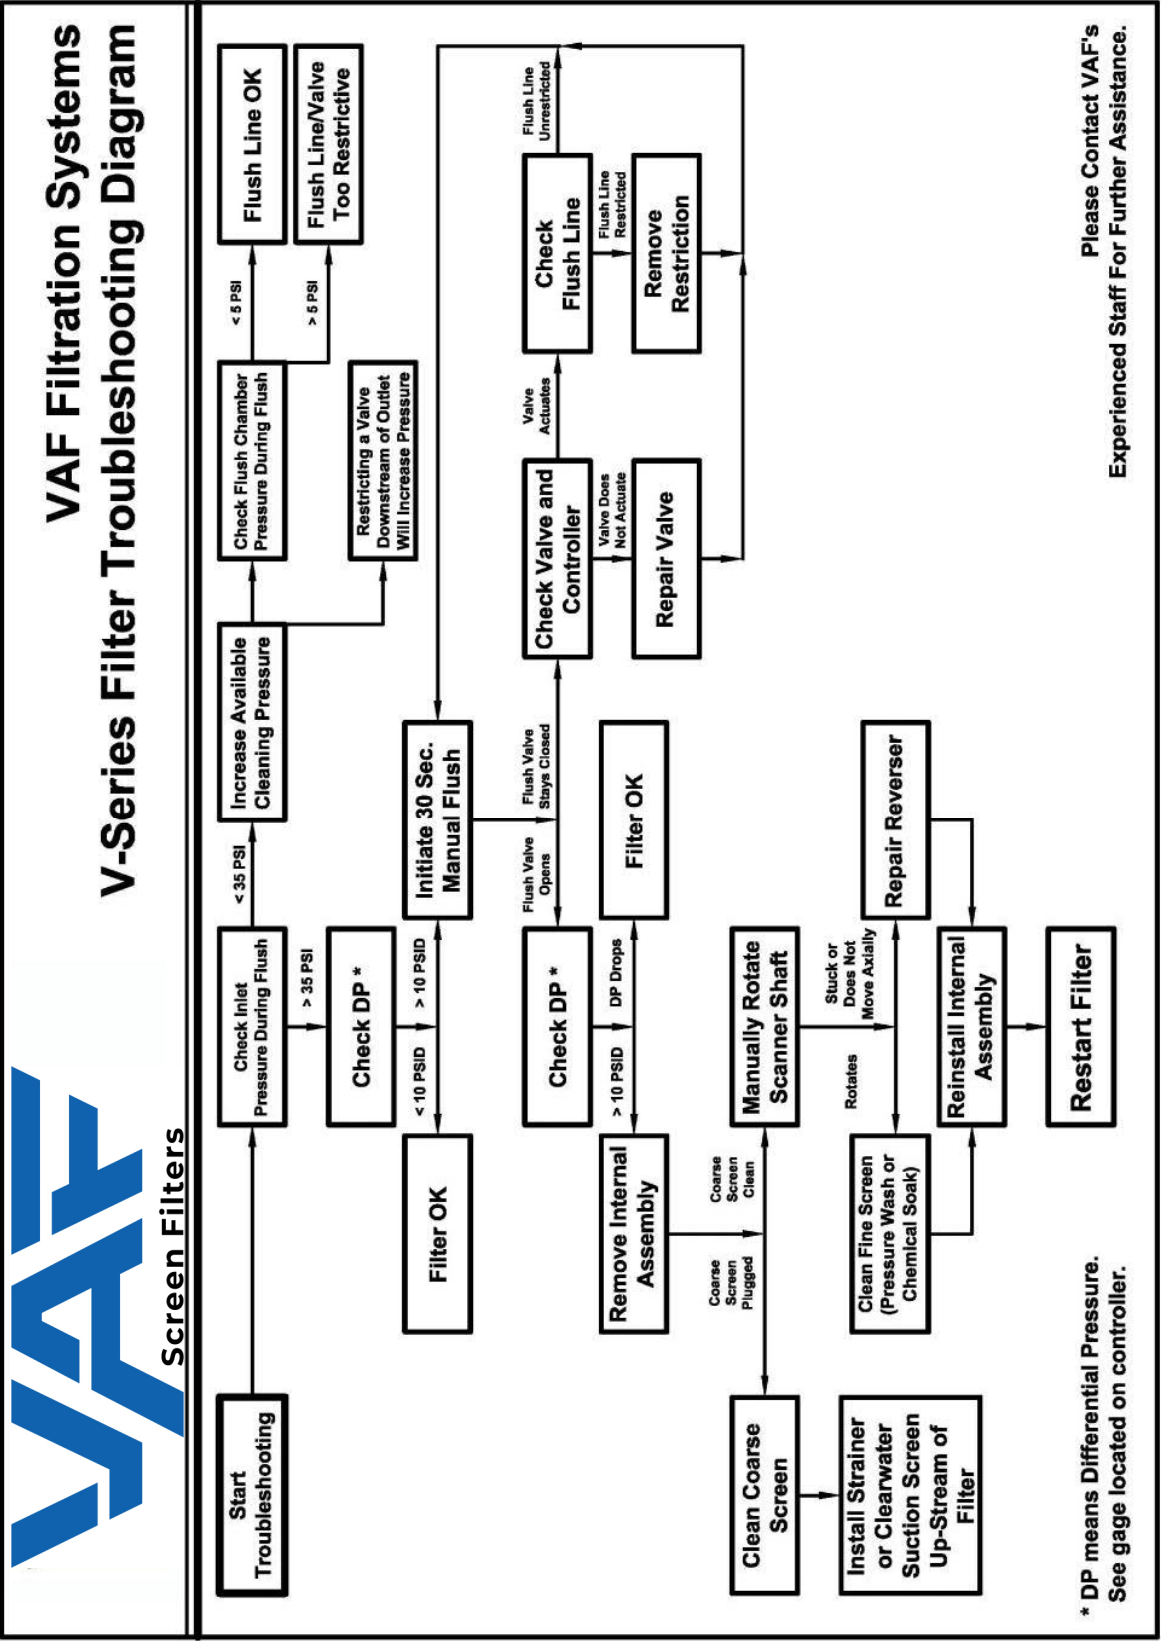 VAF
Screen Filters
VAF Filtration Systems
V-Series Filter Troubleshooting Diagram
Start
Troubleshooting
Check Inlet
Pressure During Flush
< 35 PSI
Increase Available
Cleaning Pressure
Check Flush Chamber
Pressure During Flush
< 5 PSI
Flush Line OK
> 5 PSI
Flush Line/Valve
Too Restrictive
Restricting a Valve
Downstream of Outlet
Will Increase Pressure
> 35 PSI
Check DP *
< 10 PSID
> 10 PSID
Filter OK
Initiate 30 Sec.
Manual Flush
Flush Valve
Opens
Flush Valve
Stays Closed
Check DP *
Check Valve and
Controller
Valve
Actuates
Check
Flush Line
Flush Line
Unrestricted
Valve Does
Not Actuate
Flush Line
Restricted
Repair Valve
Remove
Restriction
> 10 PSID
DP Drops
Remove Internal
Assembly
Filter OK
Coarse
Screen
Plugged
Coarse
Screen
Clean
Clean Coarse
Screen
Manually Rotate
Scanner Shaft
Install Strainer
or Clearwater
Suction Screen
Up-Stream of
Filter
Rotates
Stuck or
Does Not
Move Axially
Clean Fine Screen
(Pressure Wash or
Chemical Soak)
Repair Reverser
Reinstall Internal
Assembly
Restart Filter
* DP means Differential Pressure.
See gage located on controller.
Please Contact VAF's
Experienced Staff For Further Assistance.